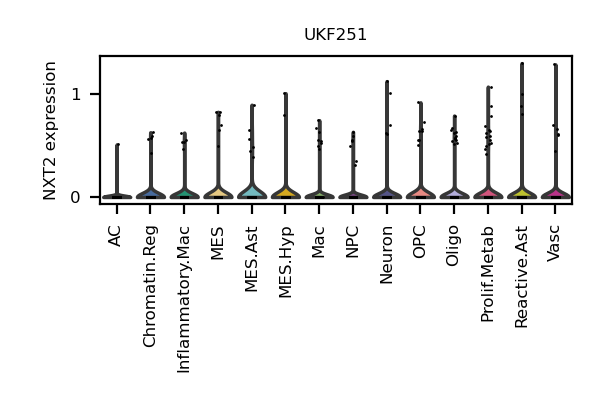 UKF251
NXT2 expression
1
0
AC
Chromatin.Reg
Inflammatory.Mac
MES
MES.Ast
MES.Hyp
Mac
NPC
Neuron
OPC
Oligo
Prolif.Metab
Reactive.Ast
Vasc